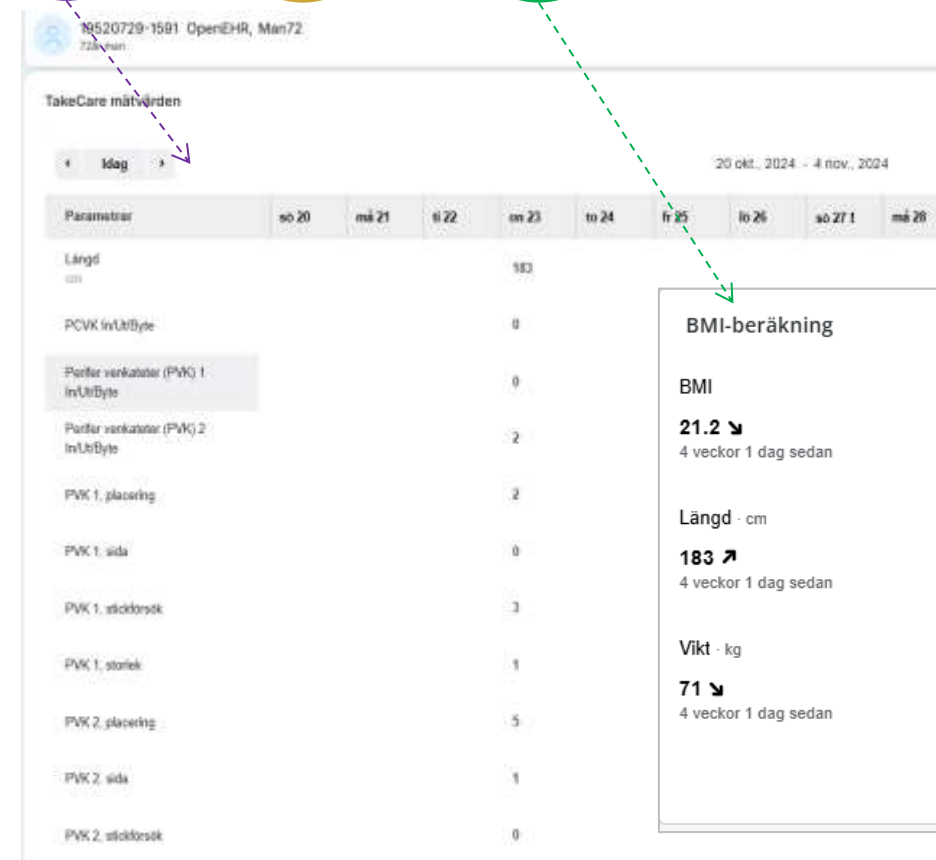 19520729-1591 OpenEHR, Man72
72år man
TakeCare mätvärden
‹ Idag ›
20 okt., 2024 - 4 nov., 2024
Parametrar sö 20 må 21 ti 22 on 23 to 24 fr 25 lö 26 sö 27 må 28
Längd 183
cm
PCVK In/Ut/Byte 0
Perifer venkateter (PVK) 1
In/Ut/Byte 0
Perifer venkateter (PVK) 2
In/Ut/Byte 2
PVK 1, placering 2
PVK 1, sida 0
PVK 1, stickförsök 3
PVK 1, storlek 1
PVK 2, placering 5
PVK 2, sida 1
PVK 2, stickförsök 0
BMI-beräkning
BMI
21.2 ↘
4 veckor 1 dag sedan
Längd · cm
183 ↗
4 veckor 1 dag sedan
Vikt · kg
71 ↘
4 veckor 1 dag sedan